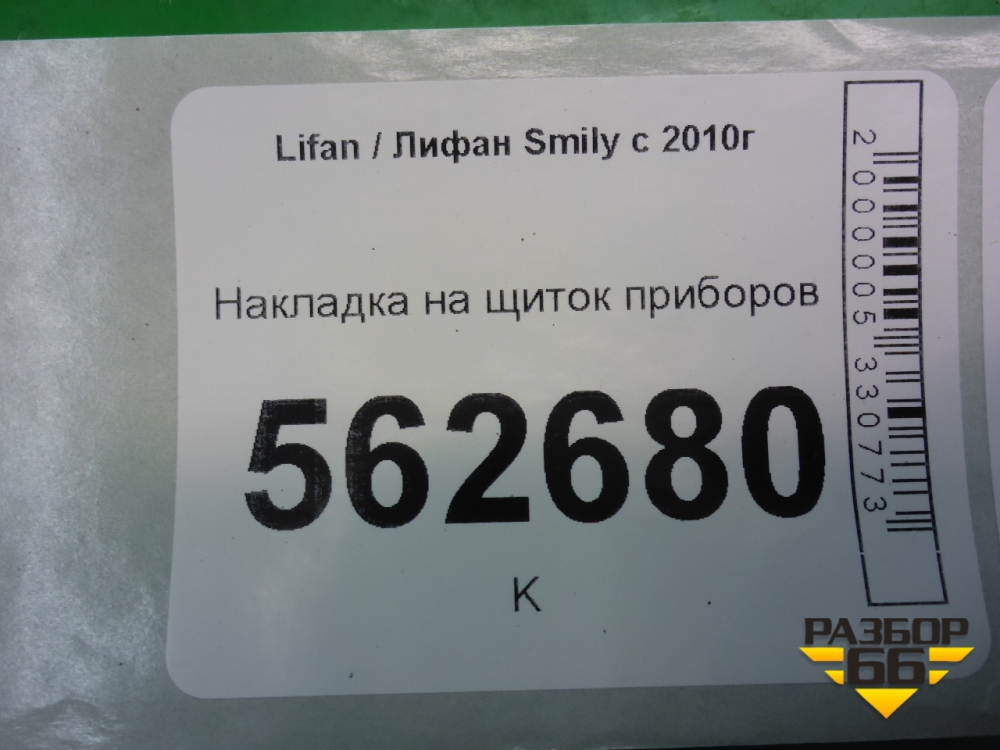 Lifan / Лифан Smily с 2010г
Накладка на щиток приборов
562680
К
2000005330773
РАЗБОР
66